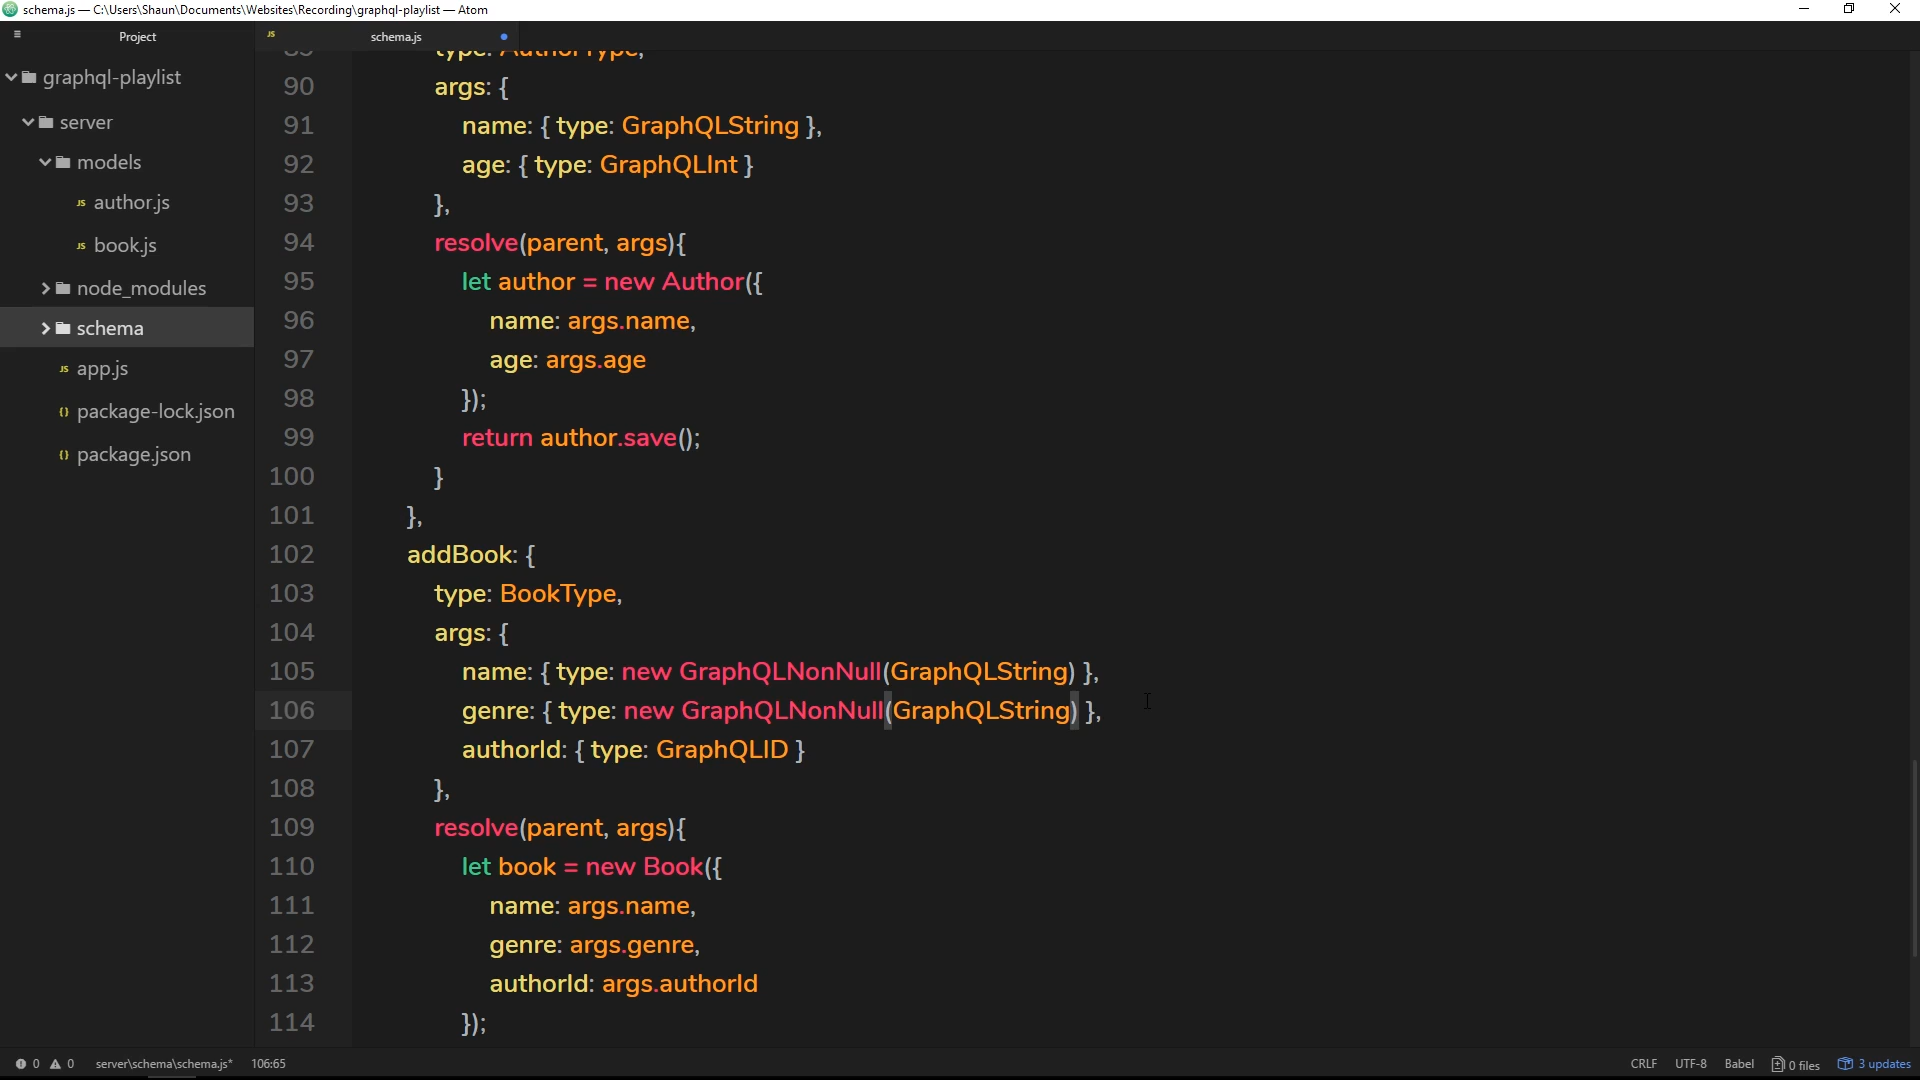 schema.js — C:\Users\Shaun\Documents\Websites\Recording\graphql-playlist — Atom
Project
schema.js
graphql-playlist
server
models
author.js
book.js
node_modules
schema
app.js
package-lock.json
package.json
89 type: AuthorType,
90 args: {
91 name: { type: GraphQLString },
92 age: { type: GraphQLInt }
93 },
94 resolve(parent, args){
95 let author = new Author({
96 name: args.name,
97 age: args.age
98 });
99 return author.save();
100 }
101 },
102 addBook: {
103 type: BookType,
104 args: {
105 name: { type: new GraphQLNonNull(GraphQLString) },
106 genre: { type: new GraphQLNonNull(GraphQLString) },
107 authorId: { type: GraphQLID }
108 },
109 resolve(parent, args){
110 let book = new Book({
111 name: args.name,
112 genre: args.genre,
113 authorId: args.authorId
114 });
0 0 server\schema\schema.js* 106:65 CRLF UTF-8 Babel 0 files 3 updates